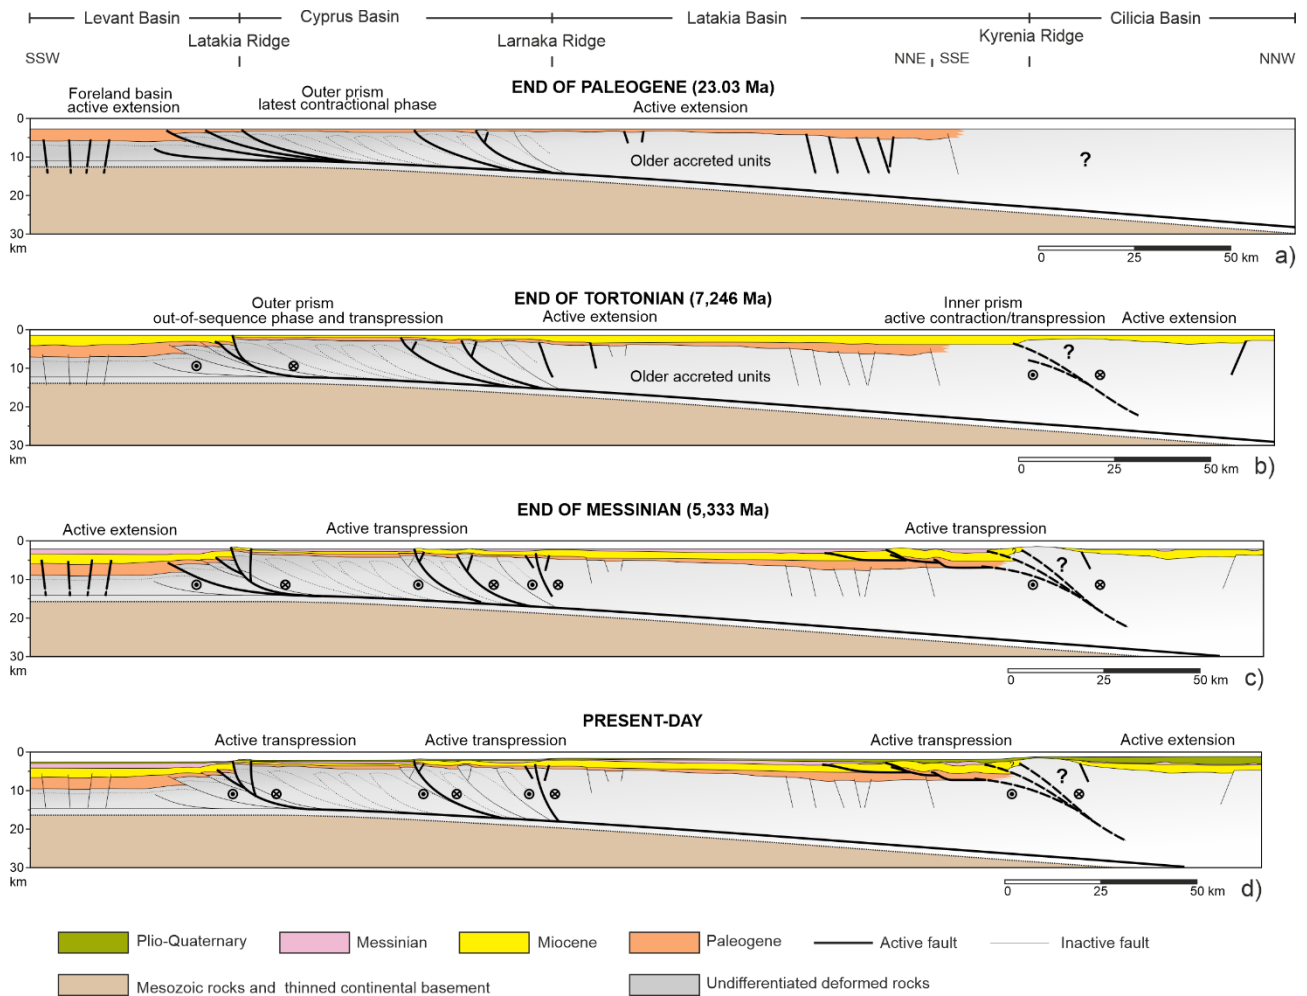 Levant Basin
Cyprus Basin
Latakia Basin
Cilicia Basin
Latakia Ridge
Larnaka Ridge
Kyrenia Ridge
SSW
NNE
SSE
NNW
END OF PALEOGENE (23.03 Ma)
Foreland basin
active extension
Outer prism
latest contractional phase
Active extension
0
10
20
30
km
Older accreted units
?
0
25
50 km
a)
END OF TORTONIAN (7,246 Ma)
Outer prism
out-of-sequence phase and transpression
Active extension
Inner prism
active contraction/transpression
Active extension
0
10
20
30
km
Older accreted units
?
0
25
50 km
b)
END OF MESSINIAN (5,333 Ma)
Active extension
Active transpression
Active transpression
0
10
20
30
km
?
0
25
50 km
c)
PRESENT-DAY
Active transpression
Active transpression
Active transpression
Active extension
0
10
20
30
km
?
0
25
50 km
d)
Plio-Quaternary
Messinian
Miocene
Paleogene
Active fault
Inactive fault
Mesozoic rocks and thinned continental basement
Undifferentiated deformed rocks